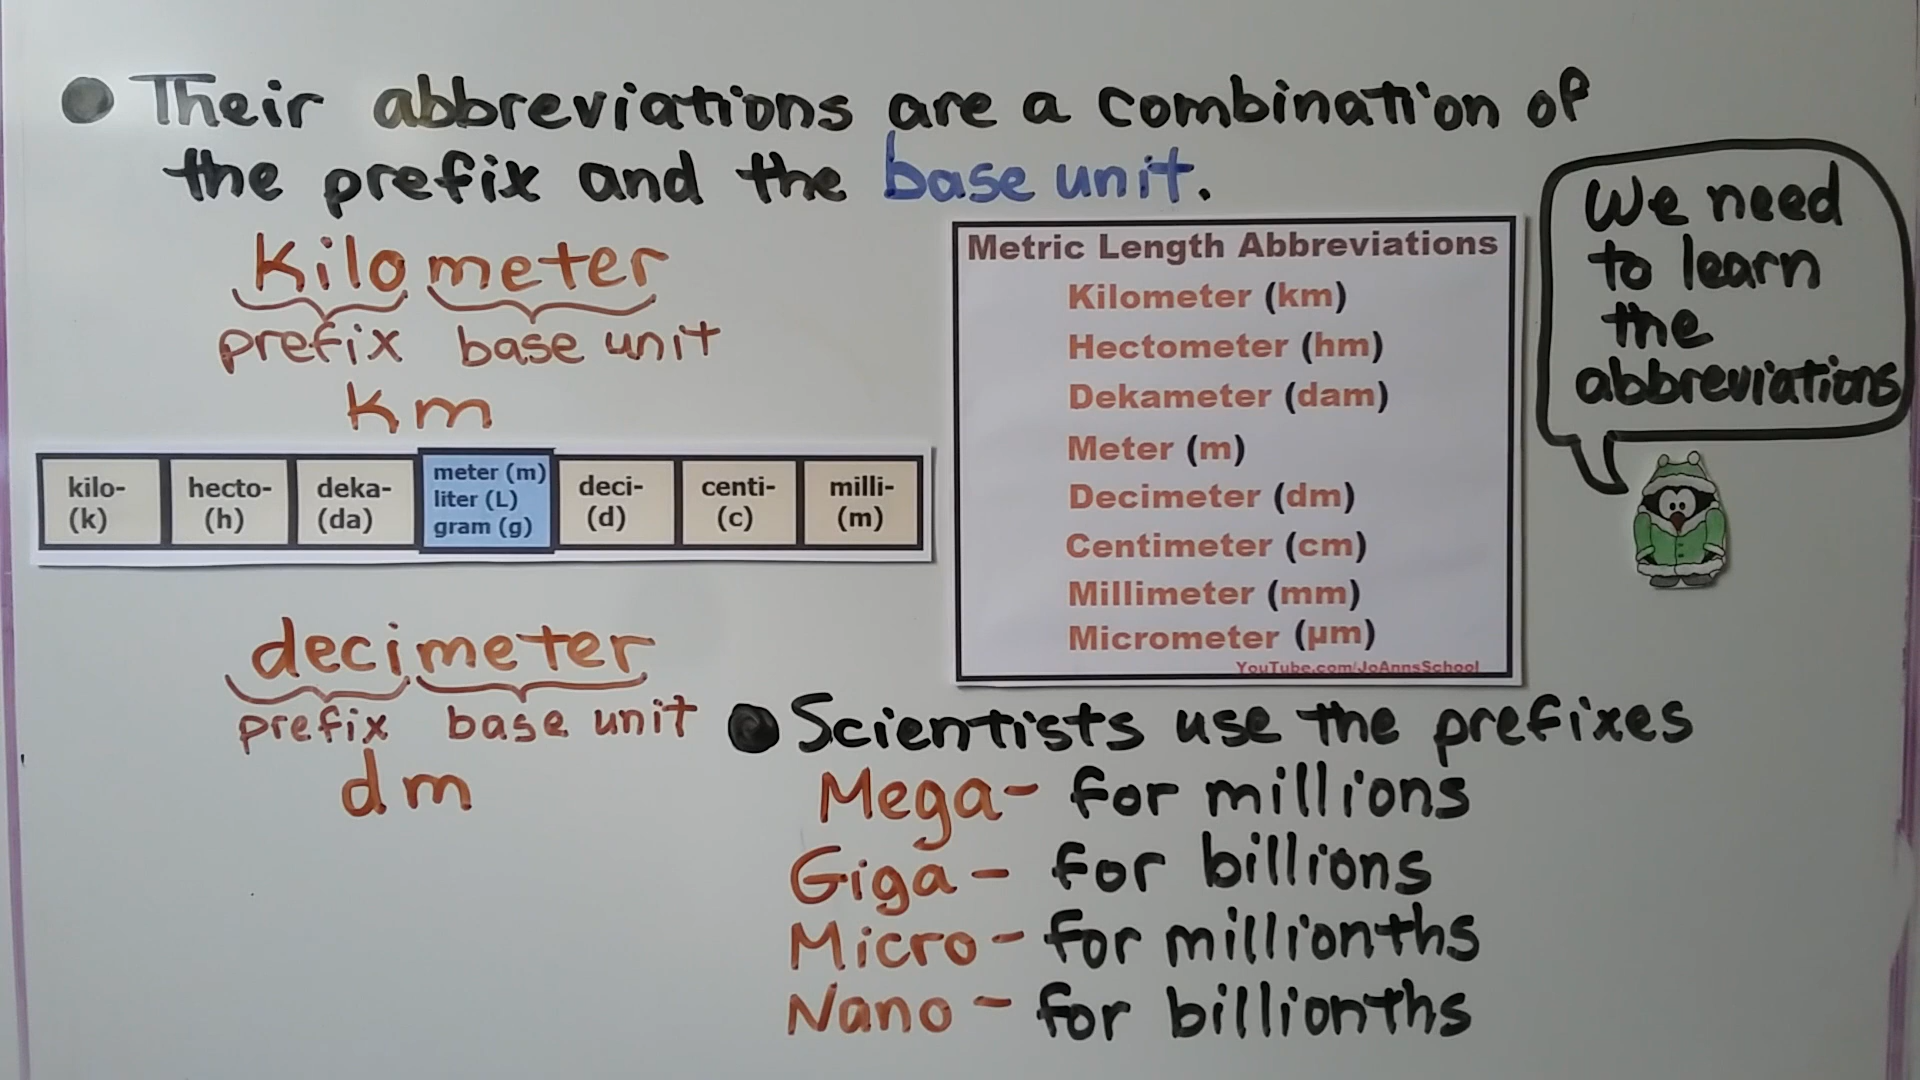 Their abbreviations are a combination of
the prefix and the base unit.
Kilometer
prefix base unit
km
kilo- (k)
hecto- (h)
deka- (da)
meter (m)
liter (L)
gram (g)
deci- (d)
centi- (c)
milli- (m)
decimeter
prefix base unit
dm
Metric Length Abbreviations
Kilometer (km)
Hectometer (hm)
Dekameter (dam)
Meter (m)
Decimeter (dm)
Centimeter (cm)
Millimeter (mm)
Micrometer (µm)
YouTube.com/JoAnnsSchool
We need
to learn
the
abbreviations
Scientists use the prefixes
Mega- for millions
Giga- for billions
Micro- for millionths
Nano- for billionths